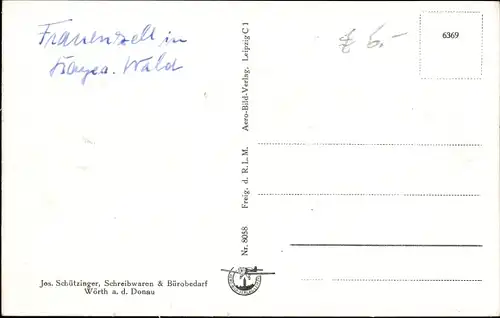 Frauenzell in
Bayer. Wald
£ 6.-
6369
Nr. 8058 Freig. d. R. L. M. Aero-Bild-Verlag, Leipzig C 1
Jos. Schützinger, Schreibwaren & Bürobedarf
Wörth a. d. Donau